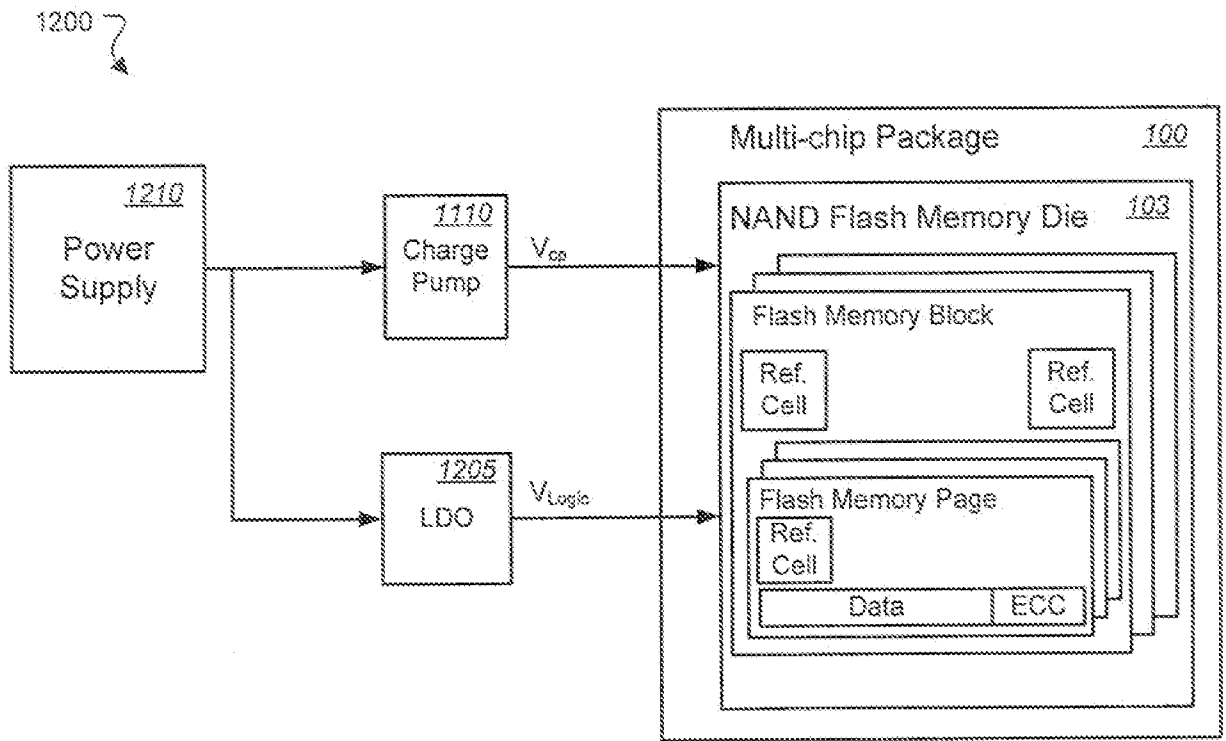 1200
1210
Power
Supply
1110
Charge
Pump
Vcp
1205
LDO
VLogic
Multi-chip Package 100
NAND Flash Memory Die 103
Flash Memory Block
Ref.
Cell
Ref.
Cell
Flash Memory Page
Ref.
Cell
Data ECC